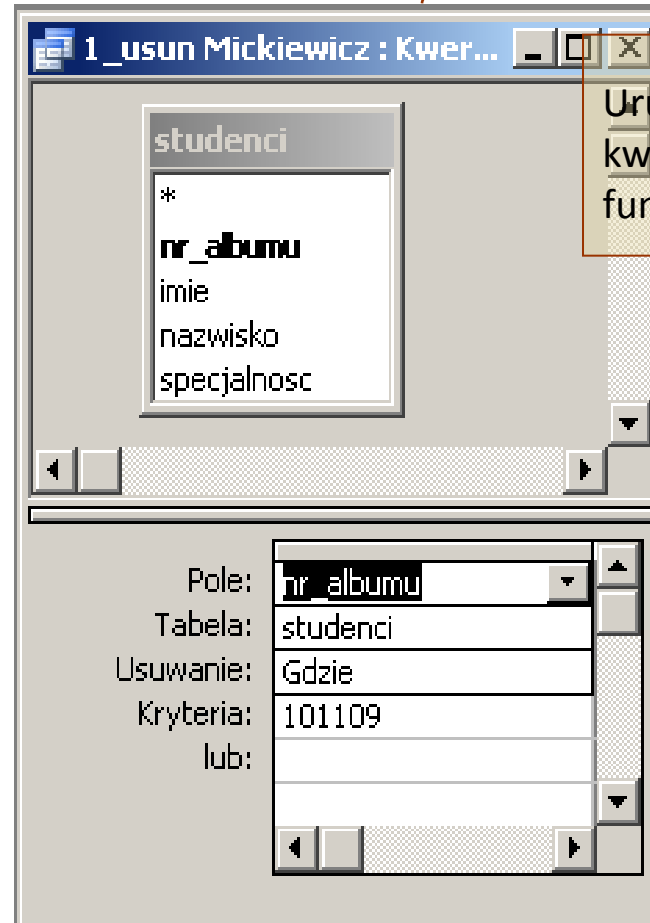 1_usun Mickiewicz : Kwer...
studenci
*
nr_albumu
imie
nazwisko
specjalnosc
Pole: nr_albumu
Tabela: studenci
Usuwanie: Gdzie
Kryteria: 101109
lub: